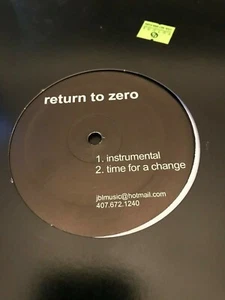 return to zero
1. instrumental
2. time for a change
jblmusic@hotmail.com
407.672.1240